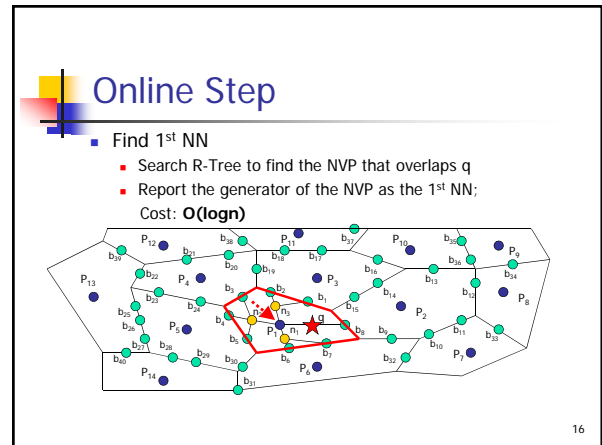 Online Step
Find 1st NN
Search R-Tree to find the NVP that overlaps q
Report the generator of the NVP as the 1st NN;
Cost: O(logn)
b38 P11 b37 b35
P12 b21 b18 b17 P10 b36 P9
b39 b20 b16 b34
b22 P4 b19 P3 b13
P13 b23 b3 b2 b1 b15 b12 P8
b24 n3 P2
b25 b4 q
b26 P5 P1 n1 b8 b9 b11
b27 b5 b10 b33
b40 b28 b29 b30 b6 b7 b32 P7
P14 P6
b31
16